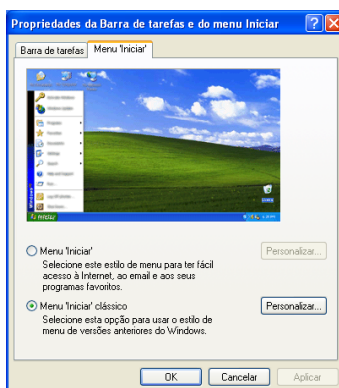 Propriedades da Barra de tarefas e do menu Iniciar
Barra de tarefas
Menu 'Iniciar'
Menu 'Iniciar'
Personalizar...
Selecione este estilo de menu para ter fácil
acesso à Internet, ao email e aos seus
programas favoritos.
Menu 'Iniciar' clássico
Personalizar...
Selecione esta opção para usar o estilo de
menu de versões anteriores do Windows.
OK
Cancelar
Aplicar